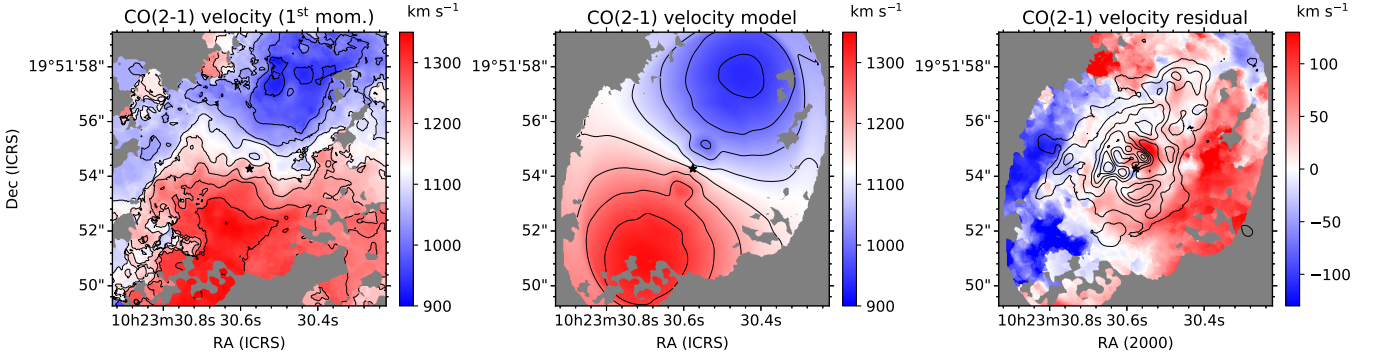 CO(2-1) velocity (1st mom.)
km s−1
Dec (ICRS)
19°51'58"
56"
54"
52"
50"
10h23m30.8s 30.6s 30.4s
RA (ICRS)
1300
1200
1100
1000
900
CO(2-1) velocity model
km s−1
19°51'58"
56"
54"
52"
50"
10h23m30.8s 30.6s 30.4s
RA (ICRS)
1300
1200
1100
1000
900
CO(2-1) velocity residual
km s−1
19°51'58"
56"
54"
52"
50"
10h23m30.8s 30.6s 30.4s
RA (2000)
100
50
0
−50
−100